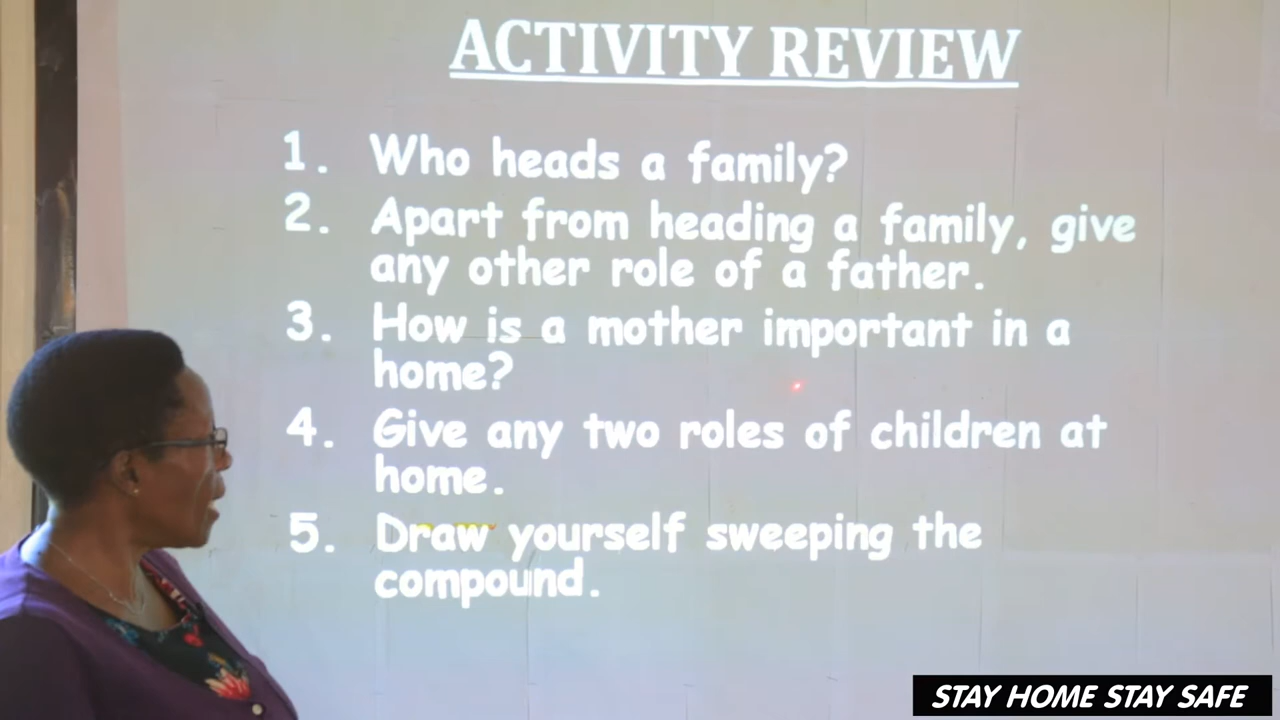 ACTIVITY REVIEW
1. Who heads a family?
2. Apart from heading a family, give
any other role of a father.
3. How is a mother important in a
home?
4. Give any two roles of children at
home.
5. Draw yourself sweeping the
compound.
STAY HOME STAY SAFE